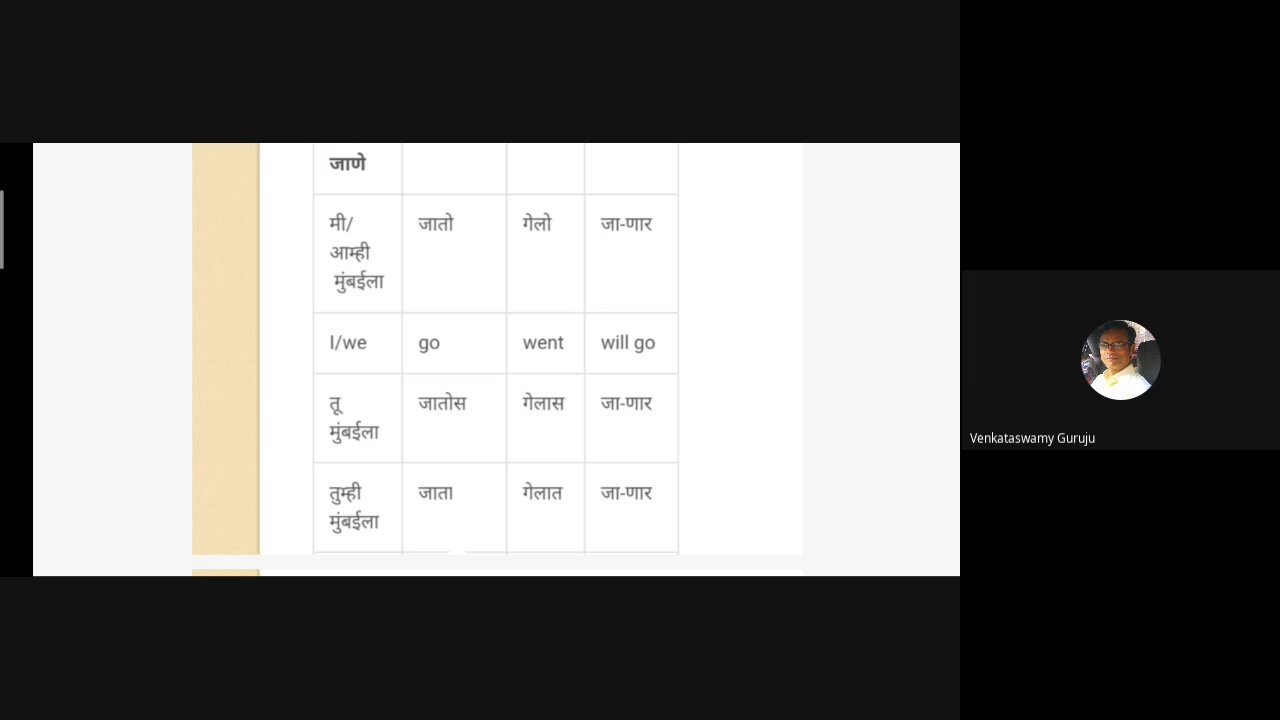 जाणे
मी/ जातो गेलो जा-णार
आम्ही
मुंबईला
I/we go went will go
तू जातोस गेलास जा-णार
मुंबईला
तुम्ही जाता गेलात जा-णार
मुंबईला
Venkataswamy Guruju